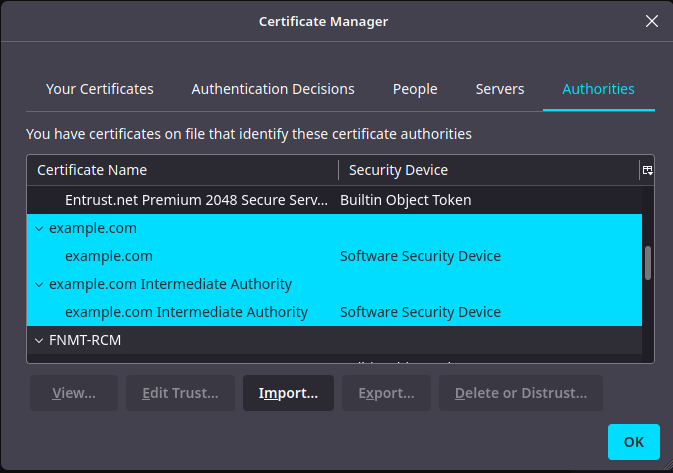 Certificate Manager
Your Certificates Authentication Decisions People Servers Authorities
You have certificates on file that identify these certificate authorities
Certificate Name Security Device
Entrust.net Premium 2048 Secure Serv... Builtin Object Token
example.com
example.com Software Security Device
example.com Intermediate Authority
example.com Intermediate Authority Software Security Device
FNMT-RCM
View... Edit Trust... Import... Export... Delete or Distrust...
OK